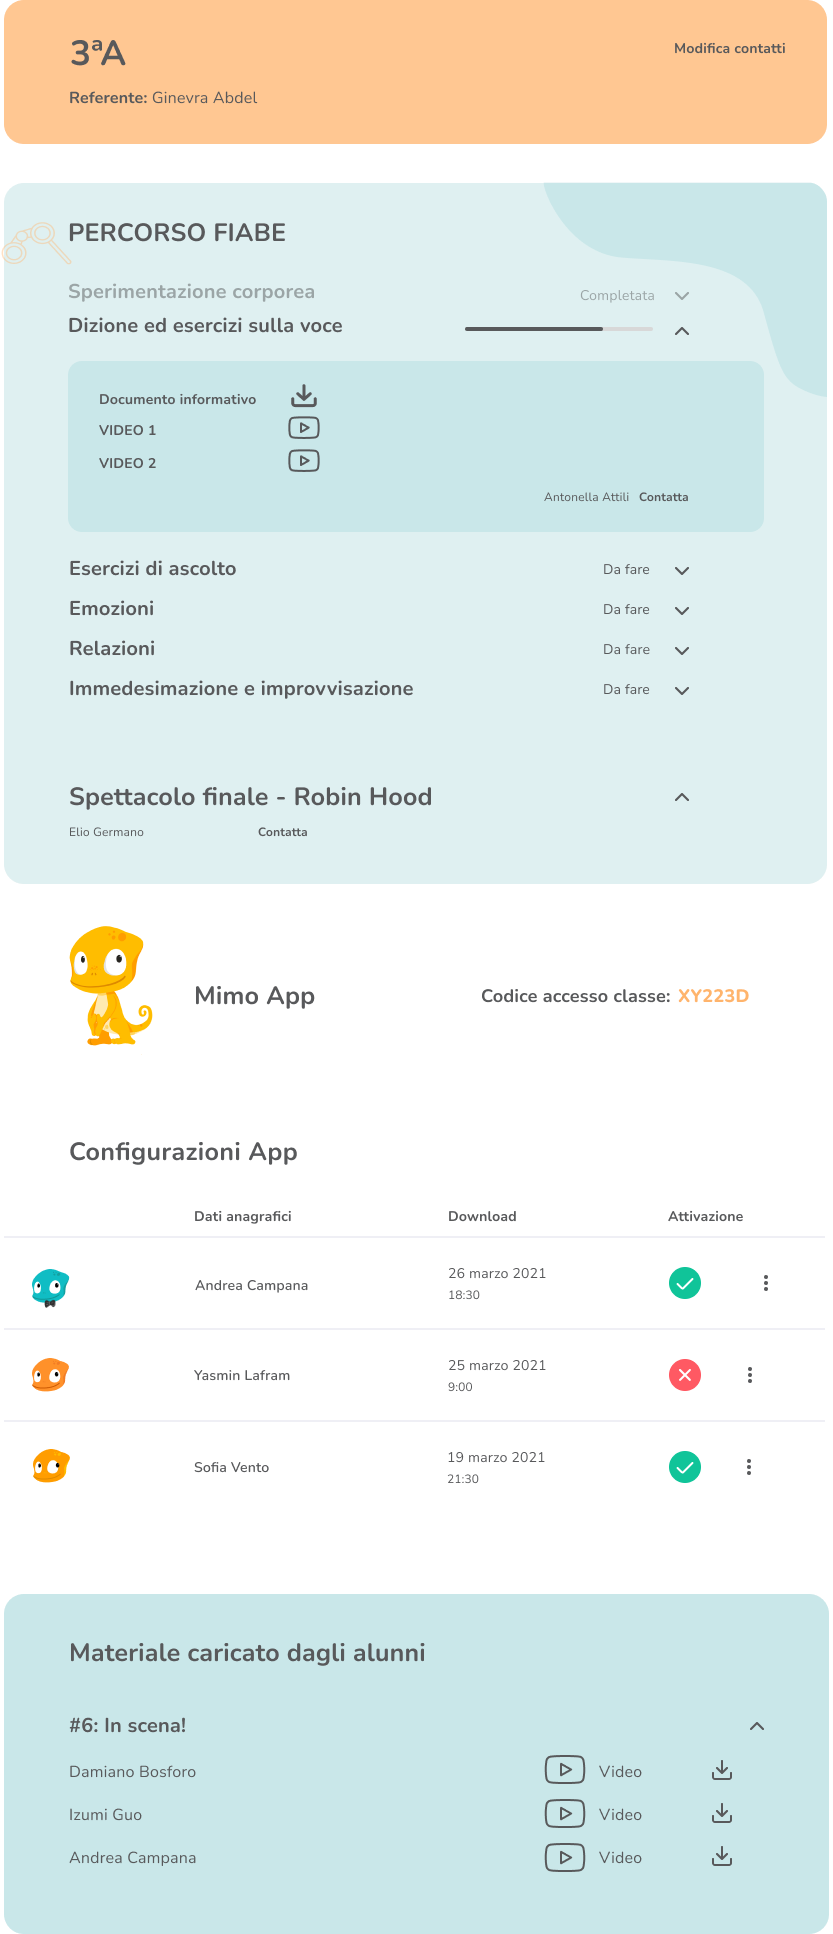 3ªA
Modifica contatti
Referente: Ginevra Abdel
PERCORSO FIABE
Sperimentazione corporea
Completata
Dizione ed esercizi sulla voce
Documento informativo
VIDEO 1
VIDEO 2
Antonella Attili Contatta
Esercizi di ascolto
Da fare
Emozioni
Da fare
Relazioni
Da fare
Immedesimazione e improvvisazione
Da fare
Spettacolo finale - Robin Hood
Elio Germano
Contatta
Mimo App
Codice accesso classe: XY223D
Configurazioni App
Dati anagrafici
Download
Attivazione
Andrea Campana
26 marzo 2021
18:30
Yasmin Lafram
25 marzo 2021
9:00
Sofia Vento
19 marzo 2021
21:30
Materiale caricato dagli alunni
#6: In scena!
Damiano Bosforo
Video
Izumi Guo
Video
Andrea Campana
Video